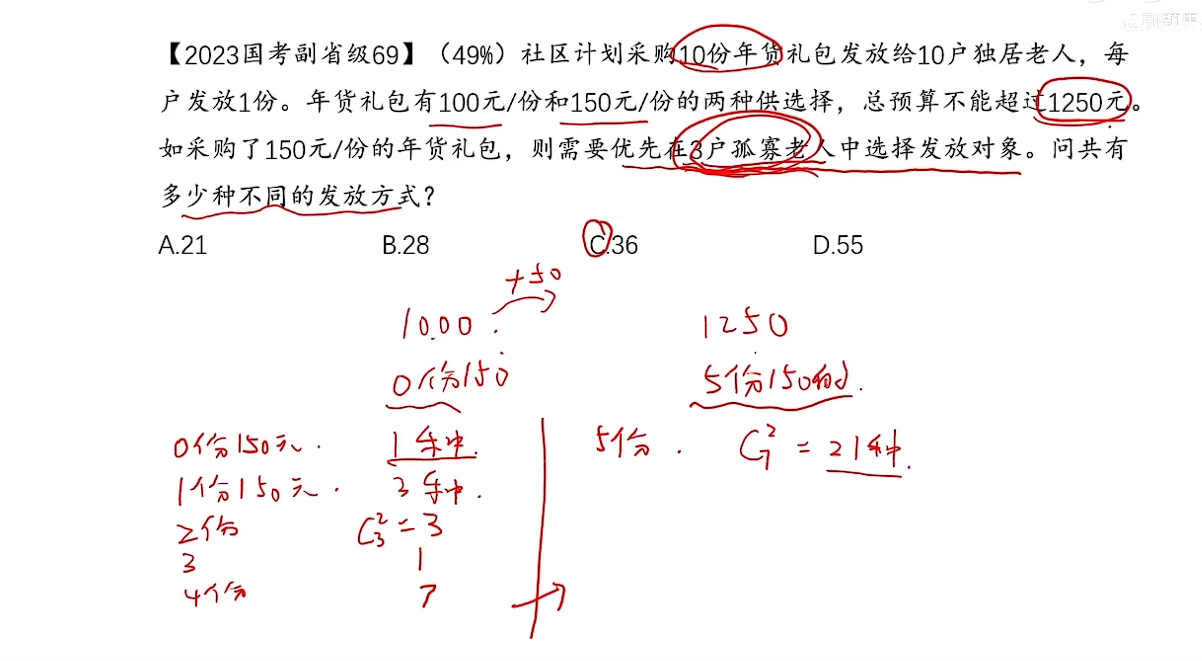 刷题果
【2023国考副省级69】（49%）社区计划采购10份年货礼包发放给10户独居老人，每
户发放1份。年货礼包有100元/份和150元/份的两种供选择，总预算不能超过1250元。
如采购了150元/份的年货礼包，则需要优先在3户孤寡老人中选择发放对象。问共有
多少种不同的发放方式？
A.21 B.28 C.36 D.55
+50
1000. 1250
0份150 5份150的.
0份150元. 1种. 5份. C₇² = 21种.
1份150元. 3种.
2份 C₃² = 3
3 1
4个份 7